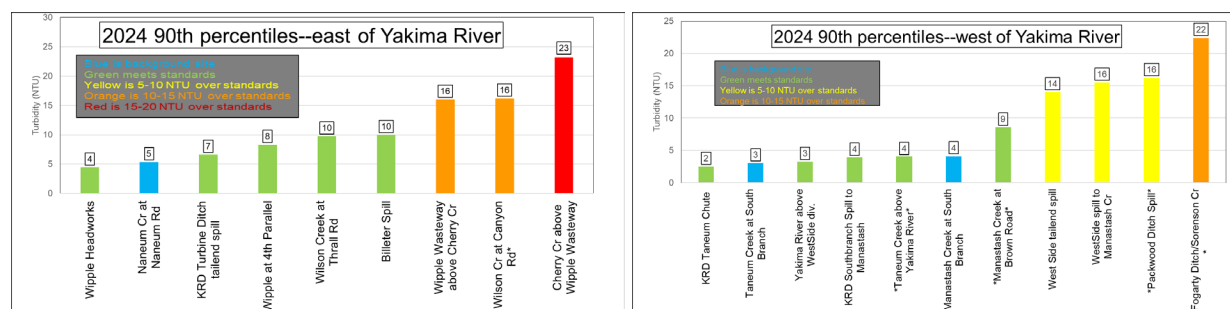 2024 90th percentiles--east of Yakima River
Blue is background site
Green meets standards
Yellow is 5-10 NTU over standards
Orange is 10-15 NTU over standards
Red is 15-20 NTU over standards
Turbidity (NTU)
30
25
20
15
10
5
0
4
5
7
8
10
10
16
16
23
Wipple Headworks
Naneum Cr at
Naneum Rd
KRD Turbine Ditch
tailend spill
Wipple at 4th Parallel
Wilson Creek at
Thrall Rd
Billeter Spill
Wipple Wasteway
above Cherry Cr
Wilson Cr at Canyon
Rd*
Cherry Cr above
Wipple Wasteway
2024 90th percentiles--west of Yakima River
Green meets standards
Yellow is 5-10 NTU over standards
Orange is 10-15 NTU over standards
Turbidity (NTU)
25
20
15
10
5
0
2
3
3
4
4
4
9
14
16
16
22
KRD Taneum Chute
Taneum Creek at South
Branch
Yakima River above
WestSide div.
KRD Southbranch Spill to
Manastash
*Taneum Creek above
Yakima River*
Manastash Creek at South
Branch
*Manastash Creek at
Brown Road*
West Side tailend spill
WestSide spill to
Manastash Cr
*Packwood Ditch Spill*
Fogarty Ditch/Sorenson Cr
*